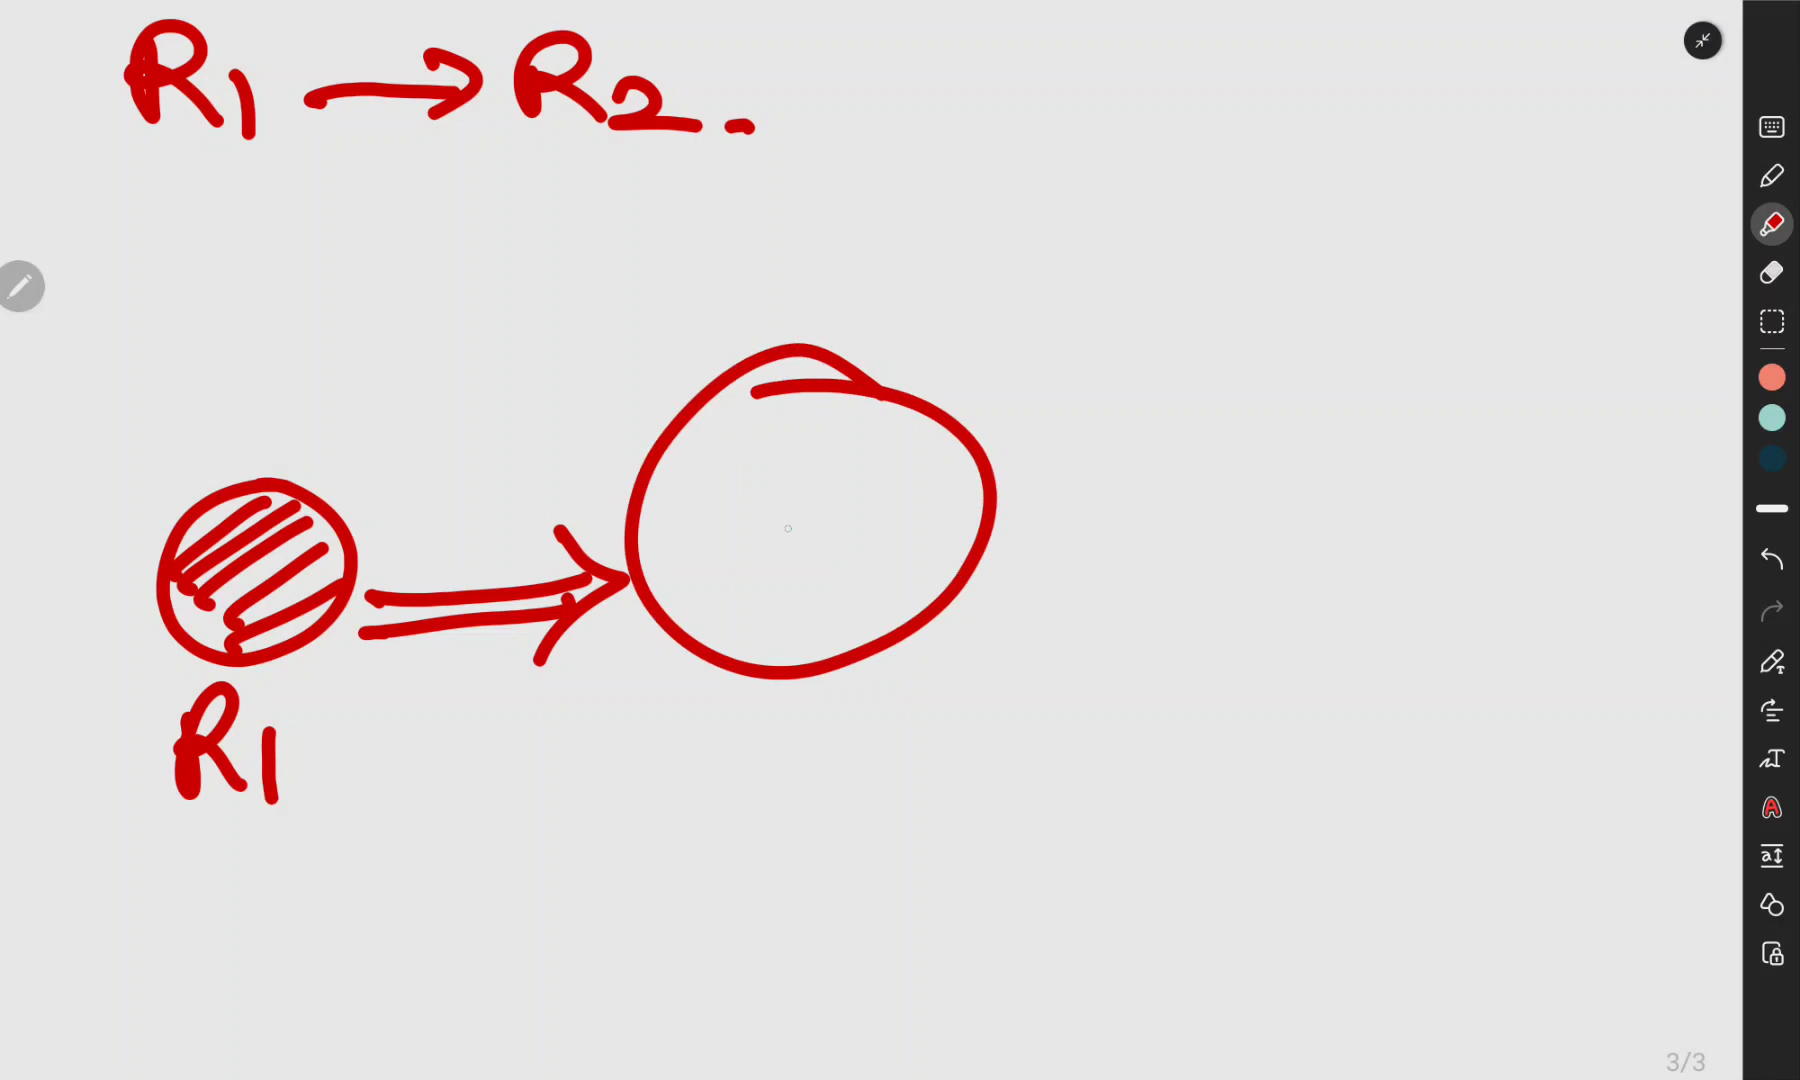 R1 → R2 -
R1
3/3